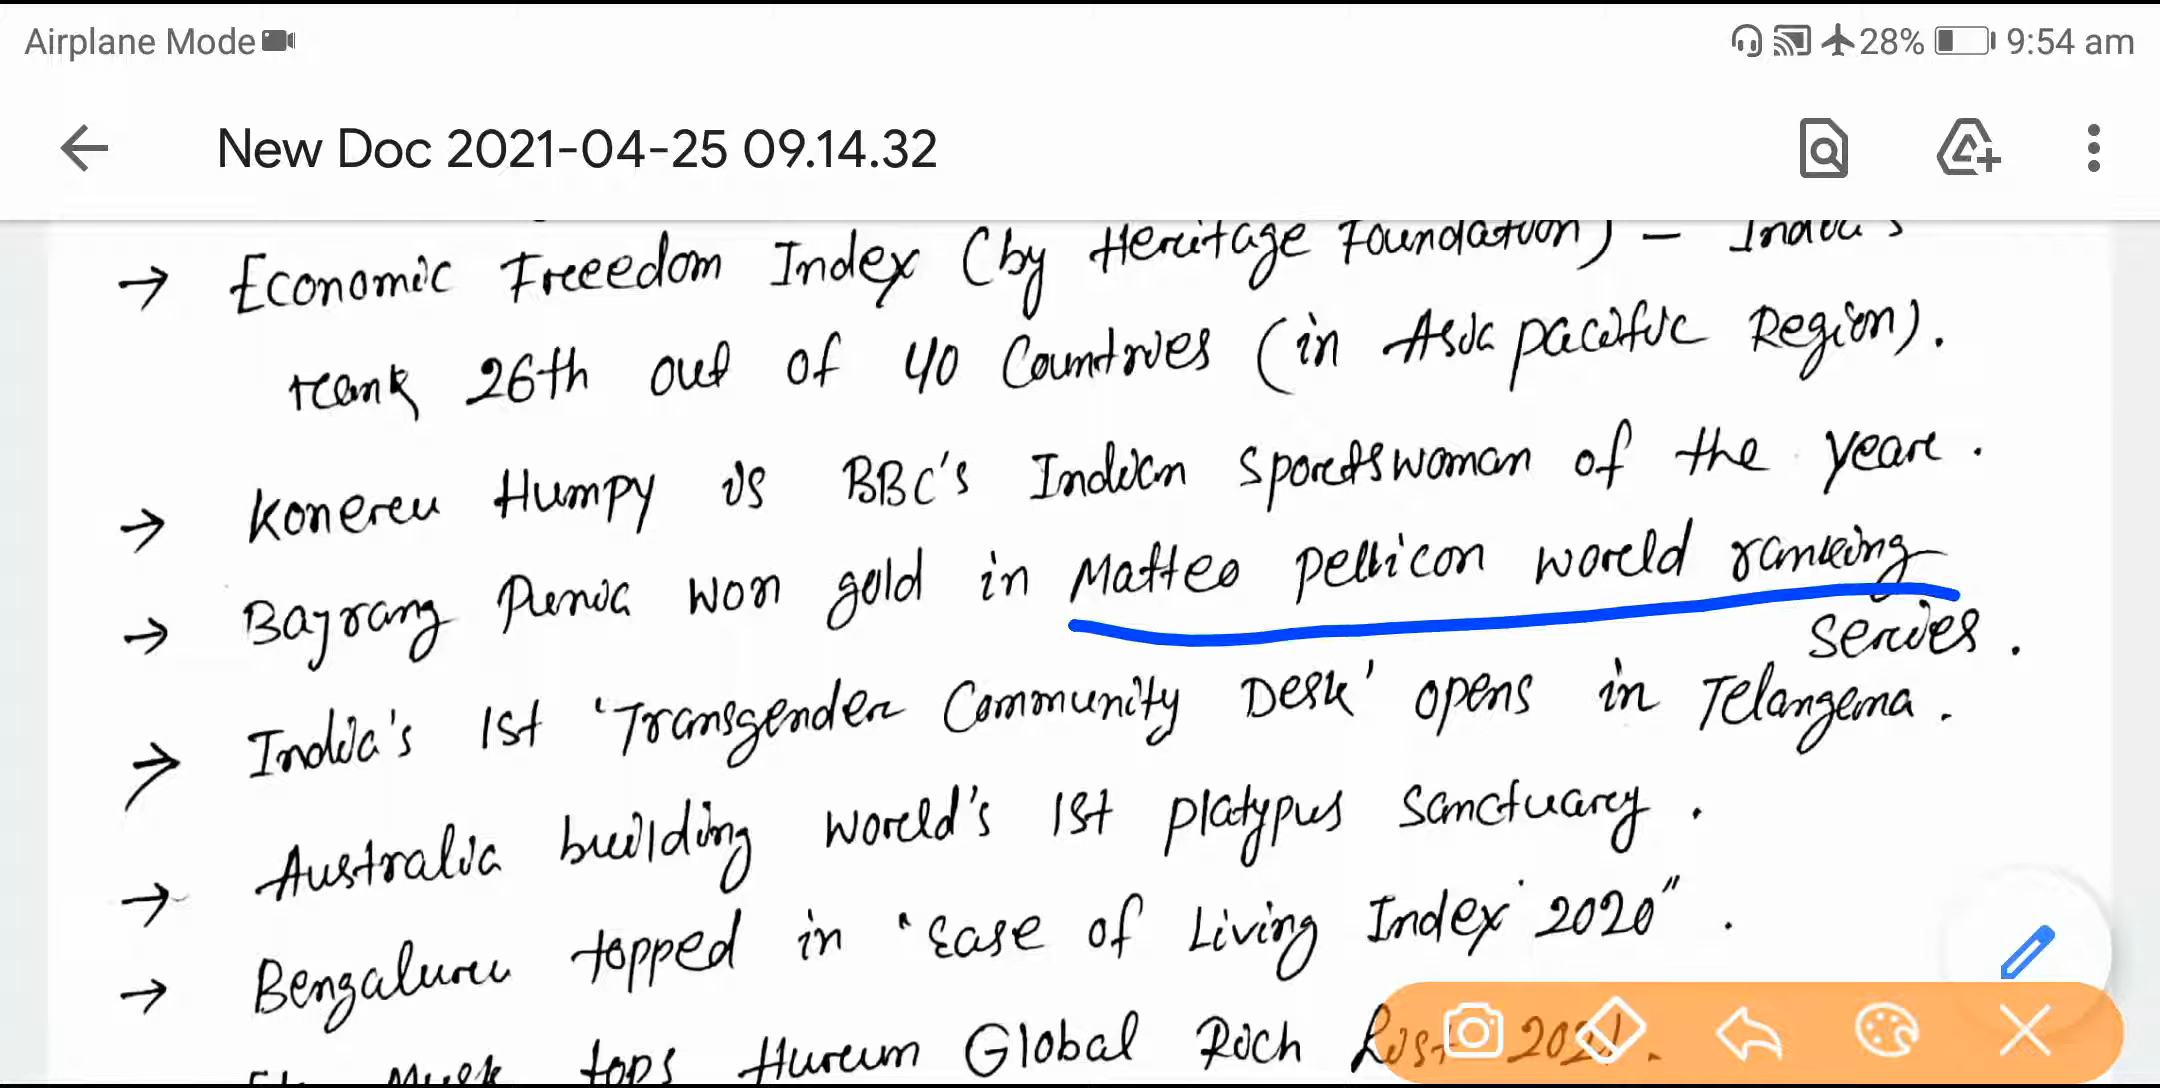 Airplane Mode 28% 9:54 am
New Doc 2021-04-25 09.14.32
→ Economic Freeedom Index (by Heritage Foundation) - India's
rank 26th out of 40 Countries (in Asia pacific Region).
→ Koneru Humpy is BBC's Indian Sportswoman of the year.
→ Bajrang Punia won gold in Matteo Pellicon world ranking
series.
→ India's 1st 'Transgender Community Desk' opens in Telangana.
→ Australia building world's 1st platypus Sanctuary.
→ Bengaluru topped in "Ease of Living Index 2020".
Musk tops Hurun Global Rich List 2021.